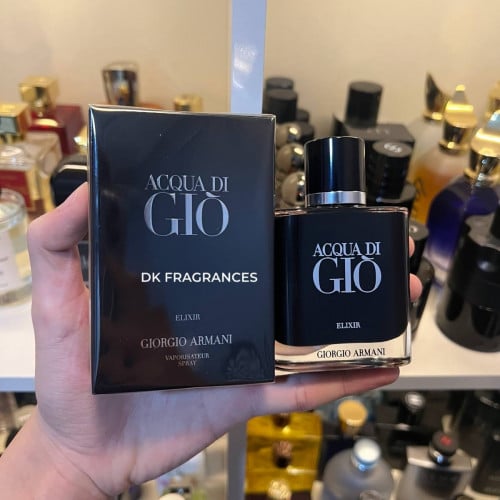 ACQUA DI
GIÒ
DK FRAGRANCES
ELIXIR
GIORGIO ARMANI
VAPORISATEUR
SPRAY
ACQUA DI
GIÒ
ELIXIR
GIORGIO ARMANI